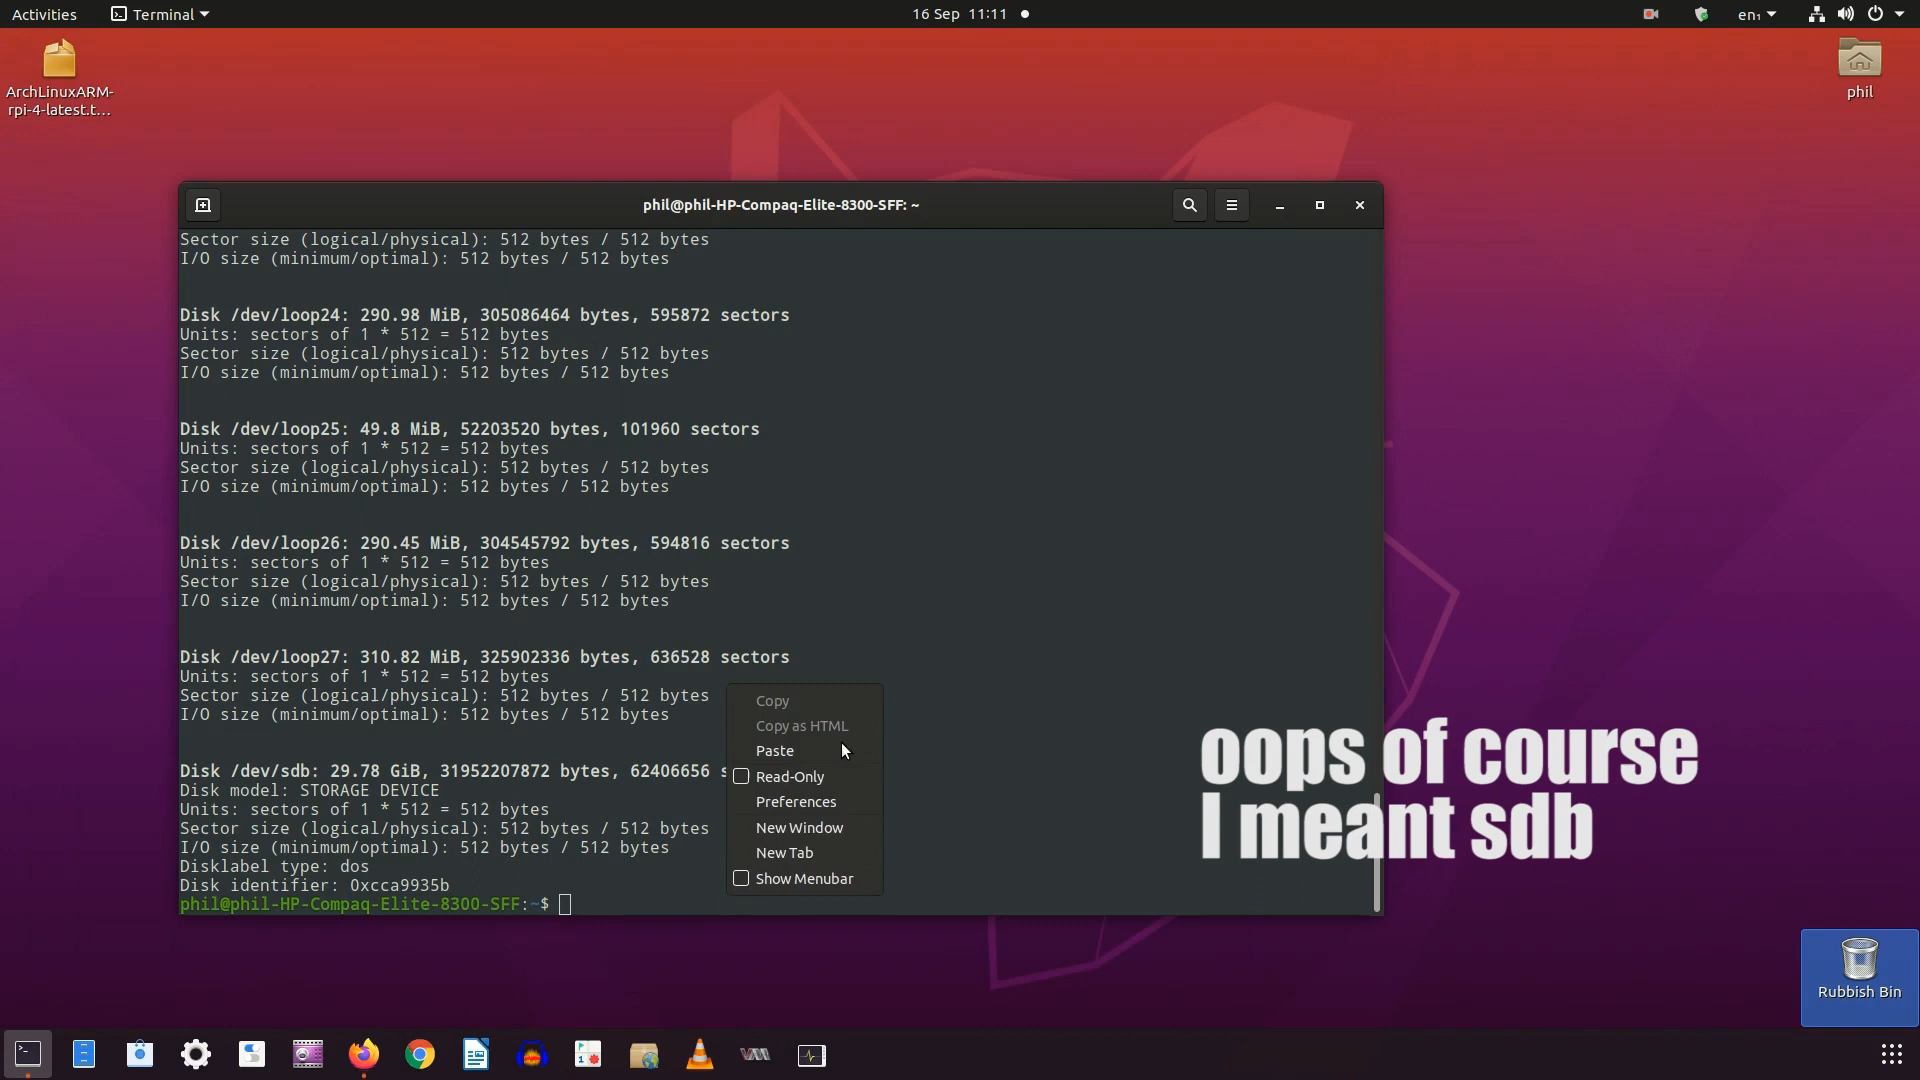 Activities
Terminal
16 Sep 11:11
en₁
ArchLinuxARM-
rpi-4-latest.t...
phil
phil@phil-HP-Compaq-Elite-8300-SFF: ~
Sector size (logical/physical): 512 bytes / 512 bytes
I/O size (minimum/optimal): 512 bytes / 512 bytes
Disk /dev/loop24: 290.98 MiB, 305086464 bytes, 595872 sectors
Units: sectors of 1 * 512 = 512 bytes
Sector size (logical/physical): 512 bytes / 512 bytes
I/O size (minimum/optimal): 512 bytes / 512 bytes
Disk /dev/loop25: 49.8 MiB, 52203520 bytes, 101960 sectors
Units: sectors of 1 * 512 = 512 bytes
Sector size (logical/physical): 512 bytes / 512 bytes
I/O size (minimum/optimal): 512 bytes / 512 bytes
Disk /dev/loop26: 290.45 MiB, 304545792 bytes, 594816 sectors
Units: sectors of 1 * 512 = 512 bytes
Sector size (logical/physical): 512 bytes / 512 bytes
I/O size (minimum/optimal): 512 bytes / 512 bytes
Disk /dev/loop27: 310.82 MiB, 325902336 bytes, 636528 sectors
Units: sectors of 1 * 512 = 512 bytes
Sector size (logical/physical): 512 bytes / 512 bytes
I/O size (minimum/optimal): 512 bytes / 512 bytes
Disk /dev/sdb: 29.78 GiB, 31952207872 bytes, 62406656 s
Disk model: STORAGE DEVICE
Units: sectors of 1 * 512 = 512 bytes
Sector size (logical/physical): 512 bytes / 512 bytes
I/O size (minimum/optimal): 512 bytes / 512 bytes
Disklabel type: dos
Disk identifier: 0xcca9935b
phil@phil-HP-Compaq-Elite-8300-SFF:~$
Copy
Copy as HTML
Paste
Read-Only
Preferences
New Window
New Tab
Show Menubar
oops of course
I meant sdb
Rubbish Bin